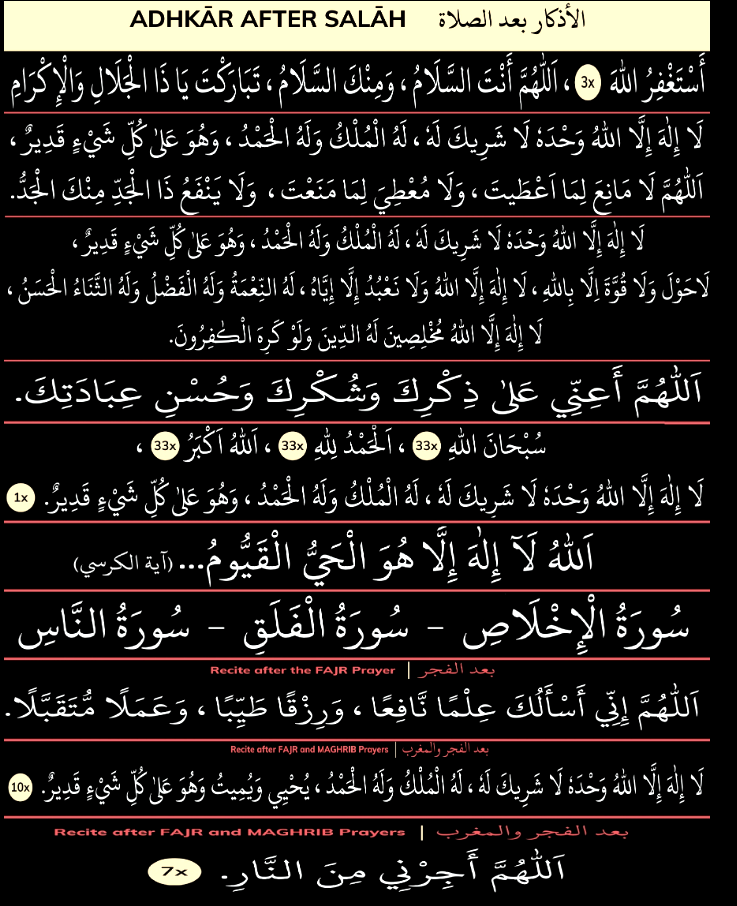 ADHKĀR AFTER SALĀH الأذكار بعد الصلاة
أَسْتَغْفِرُ اللهَ 3x ، اَللّٰهُمَّ أَنْتَ السَّلَامُ ، وَمِنْكَ السَّلَامُ ، تَبَارَكْتَ يَا ذَا الْجَلَالِ وَالْإِكْرَامِ
لَا إِلٰهَ إِلَّا اللهُ وَحْدَهٗ لَا شَرِيكَ لَهٗ ، لَهُ الْمُلْكُ وَلَهُ الْحَمْدُ ، وَهُوَ عَلىٰ كُلِّ شَيْءٍ قَدِيرٌ ،
اَللّٰهُمَّ لَا مَانِعَ لِمَا اَعْطَيتَ ، وَلَا مُعْطِيَ لِمَا مَنَعْتَ ، وَلَا يَنْفَعُ ذَا الْجَدِّ مِنْكَ الْجَدُّ.
لَا إِلٰهَ إِلَّا اللهُ وَحْدَهٗ لَا شَرِيكَ لَهٗ ، لَهُ الْمُلْكُ وَلَهُ الْحَمْدُ ، وَهُوَ عَلىٰ كُلِّ شَيْءٍ قَدِيرٌ ،
لَاحَوْلَ وَلَا قُوَّةَ اِلَّا بِاللهِ ، لَا إِلٰهَ إِلَّا اللهُ وَلَا نَعْبُدُ إِلَّا إِيَّاهُ ، لَهُ النِّعْمَةُ وَلَهُ الْفَضْلُ وَلَهُ الثَّنَاءُ الْحَسَنُ ،
لَا إِلٰهَ إِلَّا اللهُ مُخْلِصِينَ لَهُ الدِّينَ وَلَوْ كَرِهَ الْكٰفِرُونَ.
اَللّٰهُمَّ أَعِنِّي عَلىٰ ذِكْرِكَ وَشُكْرِكَ وَحُسْنِ عِبَادَتِكَ.
سُبْحَانَ اللهِ 33x ، اَلْحَمْدُ لِلهِ 33x ، اَللهُ اَكْبَرُ 33x ،
لَا إِلٰهَ إِلَّا اللهُ وَحْدَهٗ لَا شَرِيكَ لَهٗ ، لَهُ الْمُلْكُ وَلَهُ الْحَمْدُ ، وَهُوَ عَلىٰ كُلِّ شَيْءٍ قَدِيرٌ. 1x
اَللهُ لَآ إِلٰهَ إِلَّا هُوَ الْحَيُّ الْقَيُّومُ... (آية الكرسي)
سُورَةُ الْإِخْلَاصِ – سُورَةُ الْفَلَقِ – سُورَةُ النَّاسِ
Recite after the FAJR Prayer | بعد الفجر
اَللّٰهُمَّ إِنِّي أَسْأَلُكَ عِلْمًا نَّافِعًا ، وَرِزْقًا طَيِّبًا ، وَعَمَلًا مُّتَقَبَّلًا.
Recite after FAJR and MAGHRIB Prayers | بعد الفجر والمغرب
لَا إِلٰهَ إِلَّا اللهُ وَحْدَهٗ لَا شَرِيكَ لَهٗ ، لَهُ الْمُلْكُ وَلَهُ الْحَمْدُ ، يُحْيِي وَيُمِيتُ وَهُوَ عَلىٰ كُلِّ شَيْءٍ قَدِيرٌ. 10x
Recite after FAJR and MAGHRIB Prayers | بعد الفجر والمغرب
اَللّٰهُمَّ أَجِرْنِي مِنَ النَّارِ. 7x